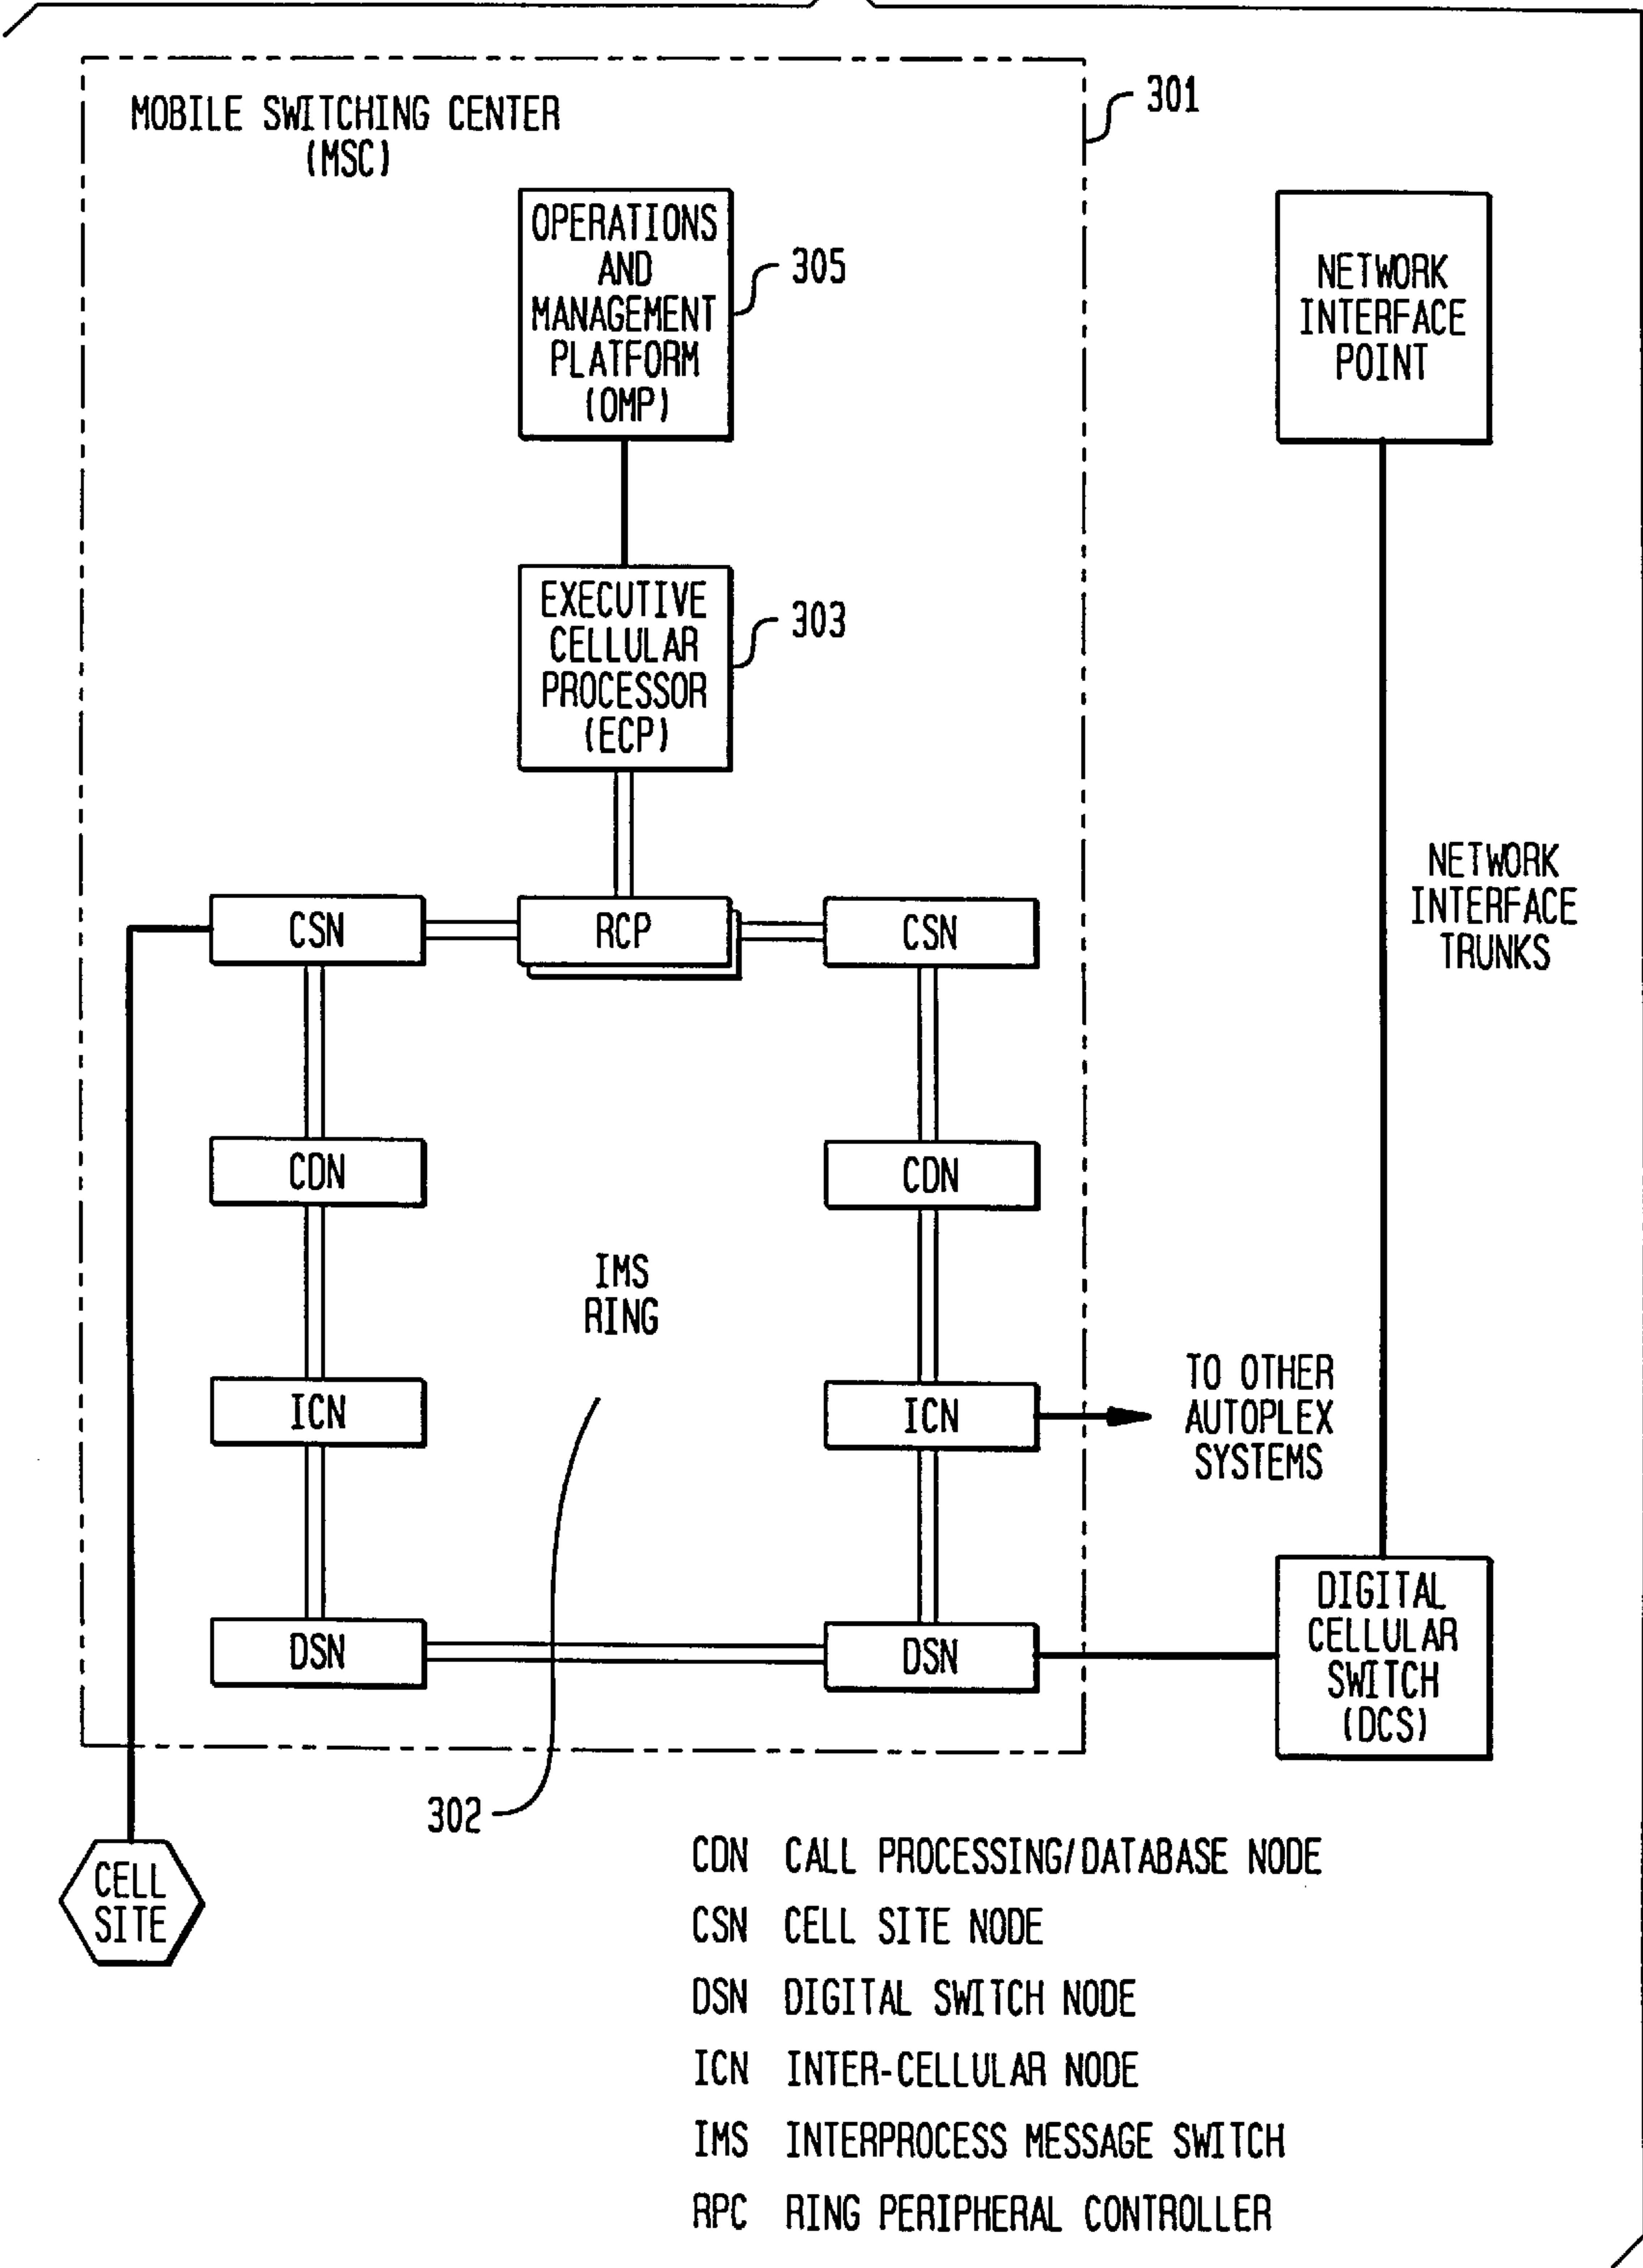 MOBILE SWITCHING CENTER
(MSC)
301
OPERATIONS
AND
MANAGEMENT
PLATFORM
(OMP)
305
NETWORK
INTERFACE
POINT
EXECUTIVE
CELLULAR
PROCESSOR
(ECP)
303
NETWORK
INTERFACE
TRUNKS
CSN
RCP
CSN
CDN
CDN
IMS
RING
ICN
ICN
TO OTHER
AUTOPLEX
SYSTEMS
DSN
DSN
DIGITAL
CELLULAR
SWITCH
(DCS)
302
CELL
SITE
CDN CALL PROCESSING/DATABASE NODE
CSN CELL SITE NODE
DSN DIGITAL SWITCH NODE
ICN INTER-CELLULAR NODE
IMS INTERPROCESS MESSAGE SWITCH
RPC RING PERIPHERAL CONTROLLER